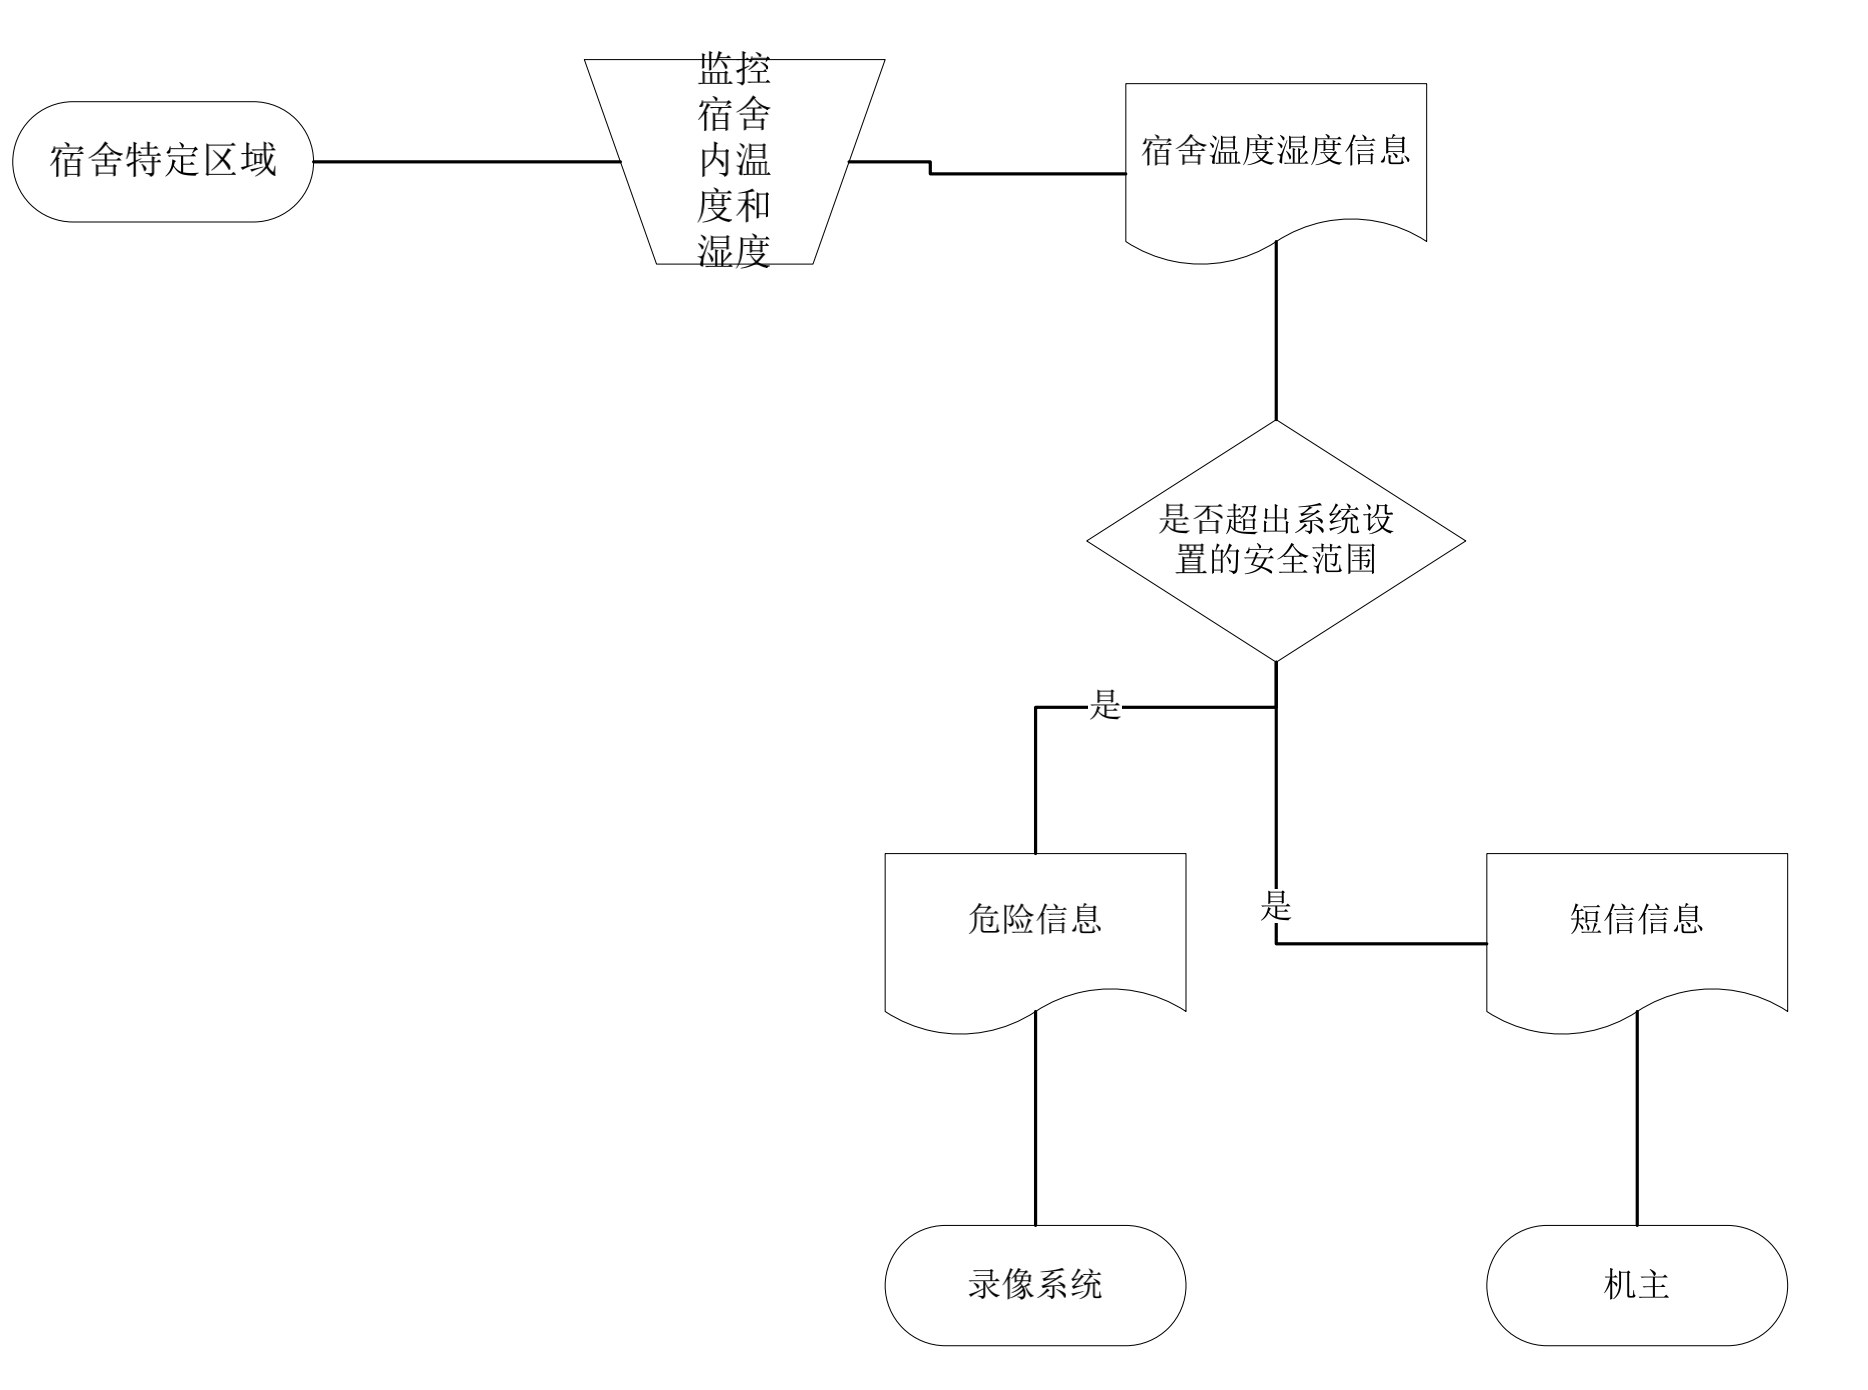 宿舍特定区域
监控
宿舍
内温
度和
湿度
宿舍温度湿度信息
是否超出系统设
置的安全范围
是
是
危险信息
短信信息
录像系统
机主